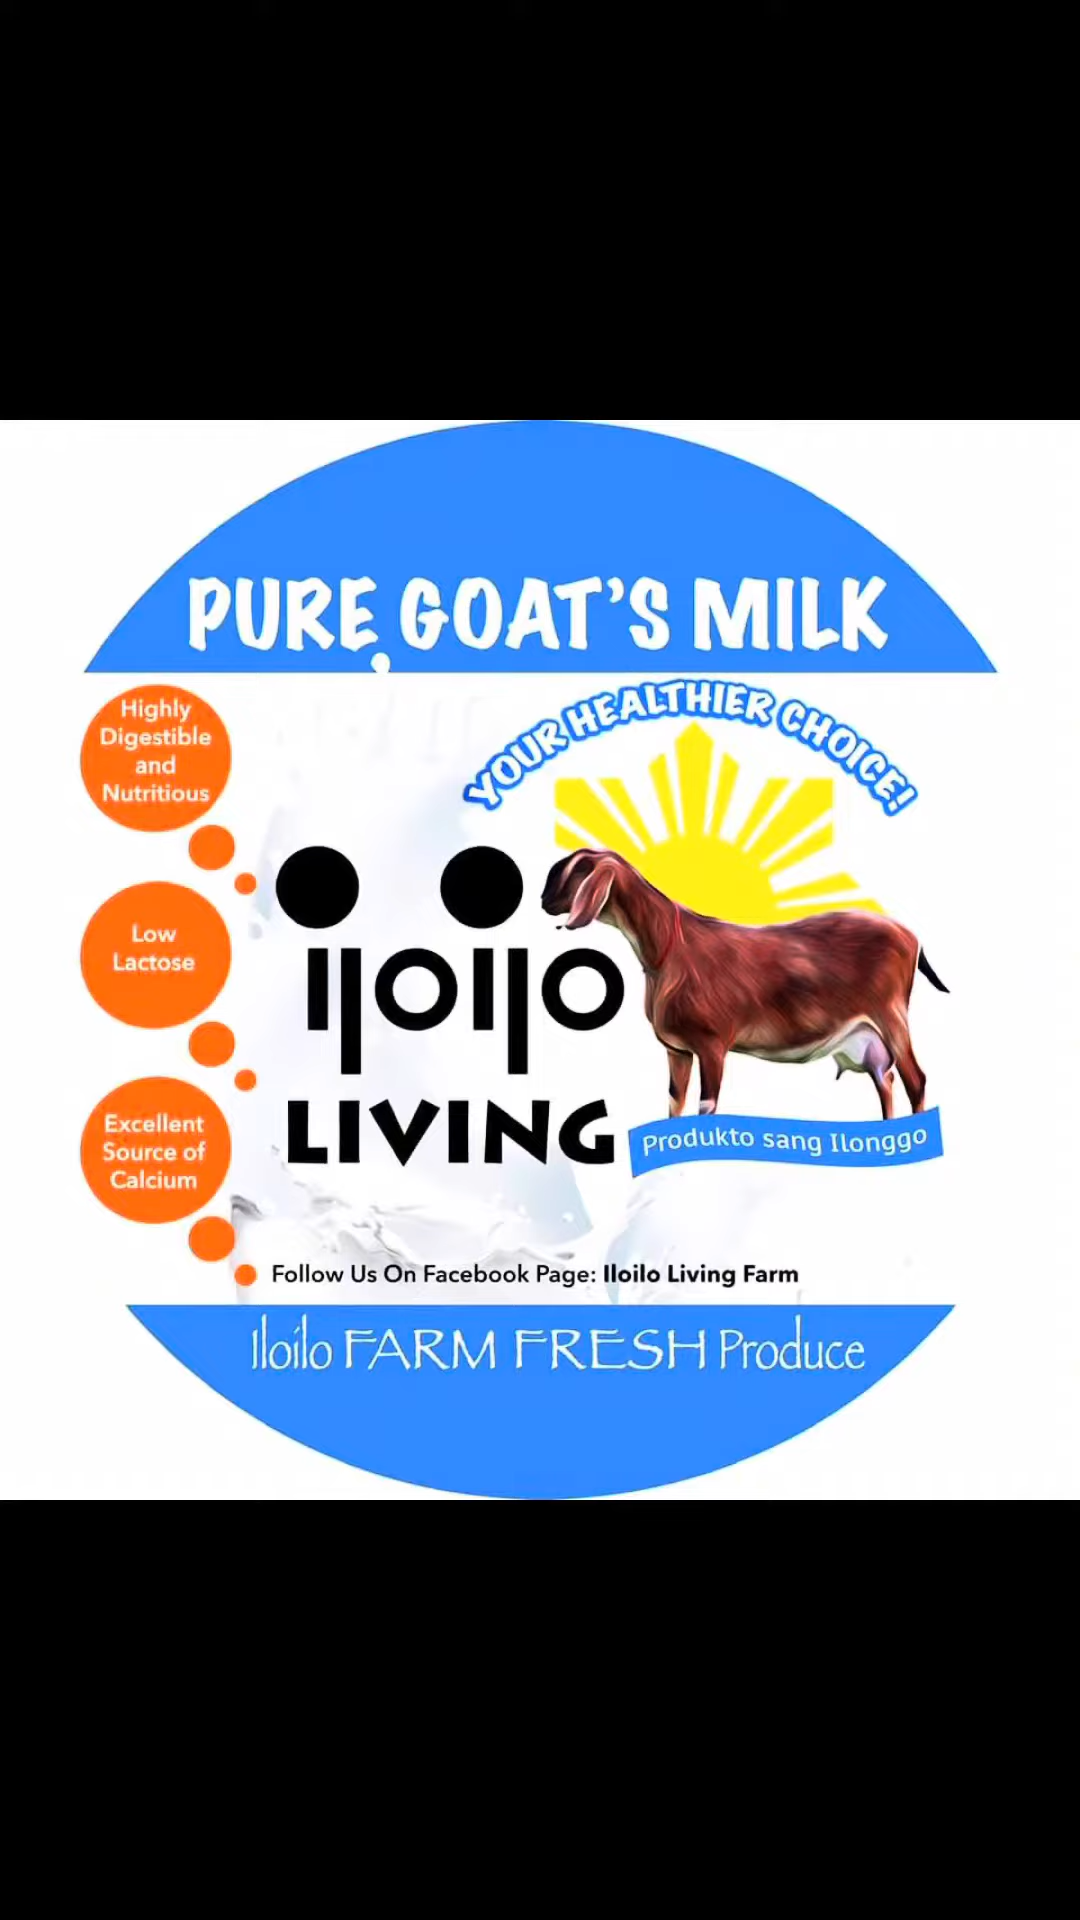 PURE GOAT'S MILK
YOUR HEALTHIER CHOICE!
Highly
Digestible
and
Nutritious
Low
Lactose
Excellent
Source of
Calcium
iloilo
LIVING
Produkto sang Ilonggo
Follow Us On Facebook Page: Iloilo Living Farm
Iloilo FARM FRESH Produce